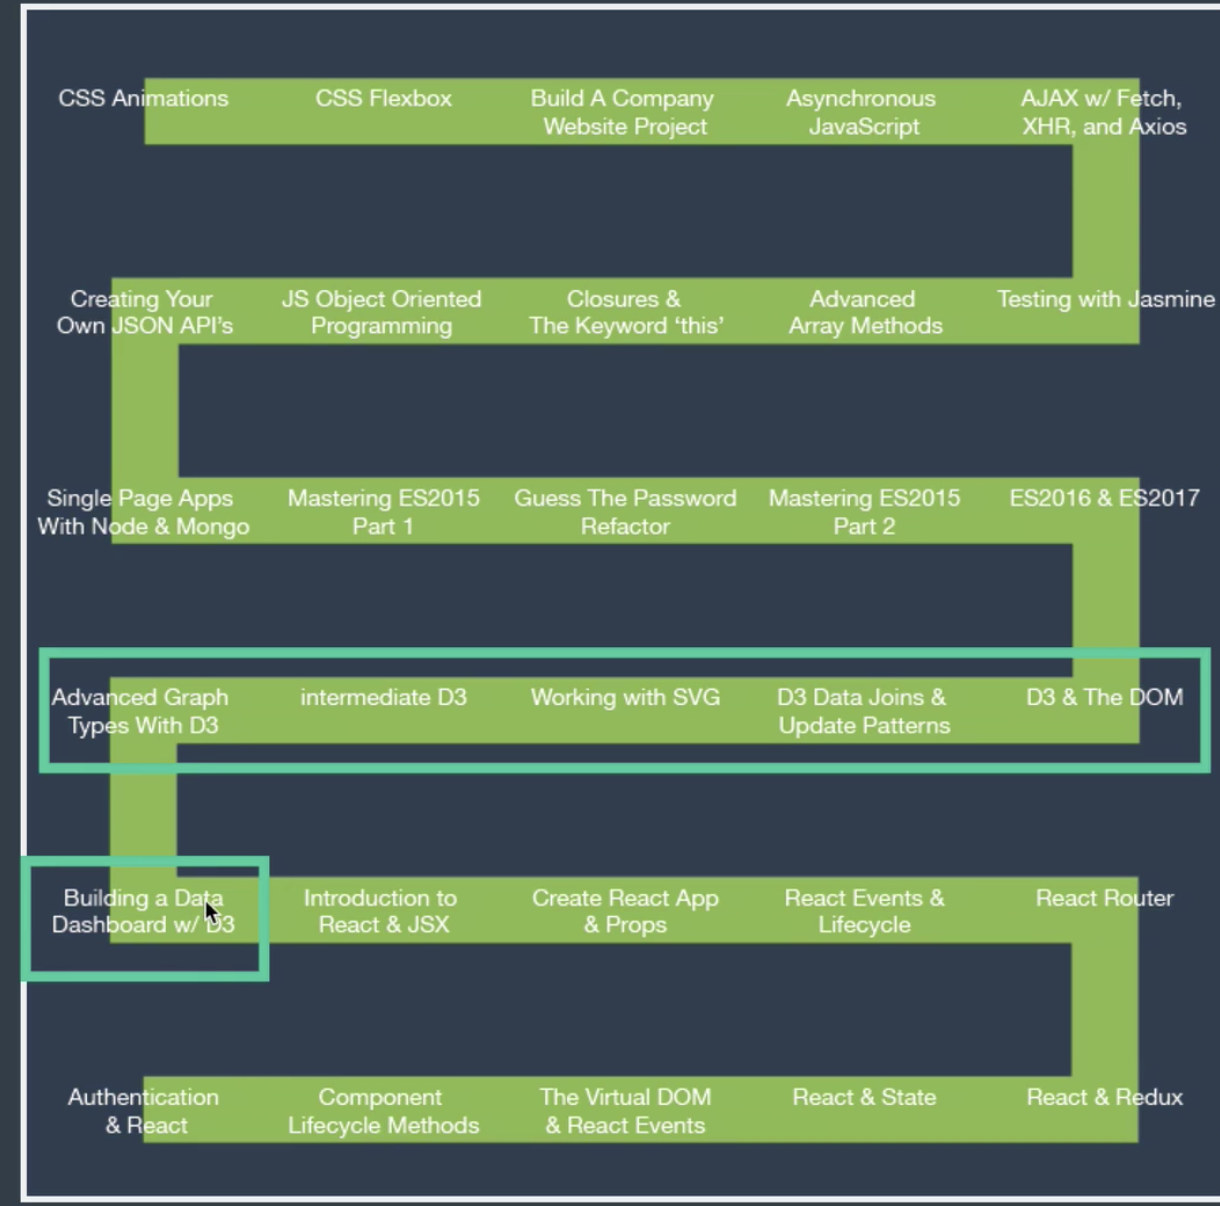 CSS Animations
CSS Flexbox
Build A Company
Website Project
Asynchronous
JavaScript
AJAX w/ Fetch,
XHR, and Axios
Creating Your
Own JSON API’s
JS Object Oriented
Programming
Closures &
The Keyword ‘this’
Advanced
Array Methods
Testing with Jasmine
Single Page Apps
With Node & Mongo
Mastering ES2015
Part 1
Guess The Password
Refactor
Mastering ES2015
Part 2
ES2016 & ES2017
Advanced Graph
Types With D3
intermediate D3
Working with SVG
D3 Data Joins &
Update Patterns
D3 & The DOM
Building a Data
Dashboard w/ D3
Introduction to
React & JSX
Create React App
& Props
React Events &
Lifecycle
React Router
Authentication
& React
Component
Lifecycle Methods
The Virtual DOM
& React Events
React & State
React & Redux